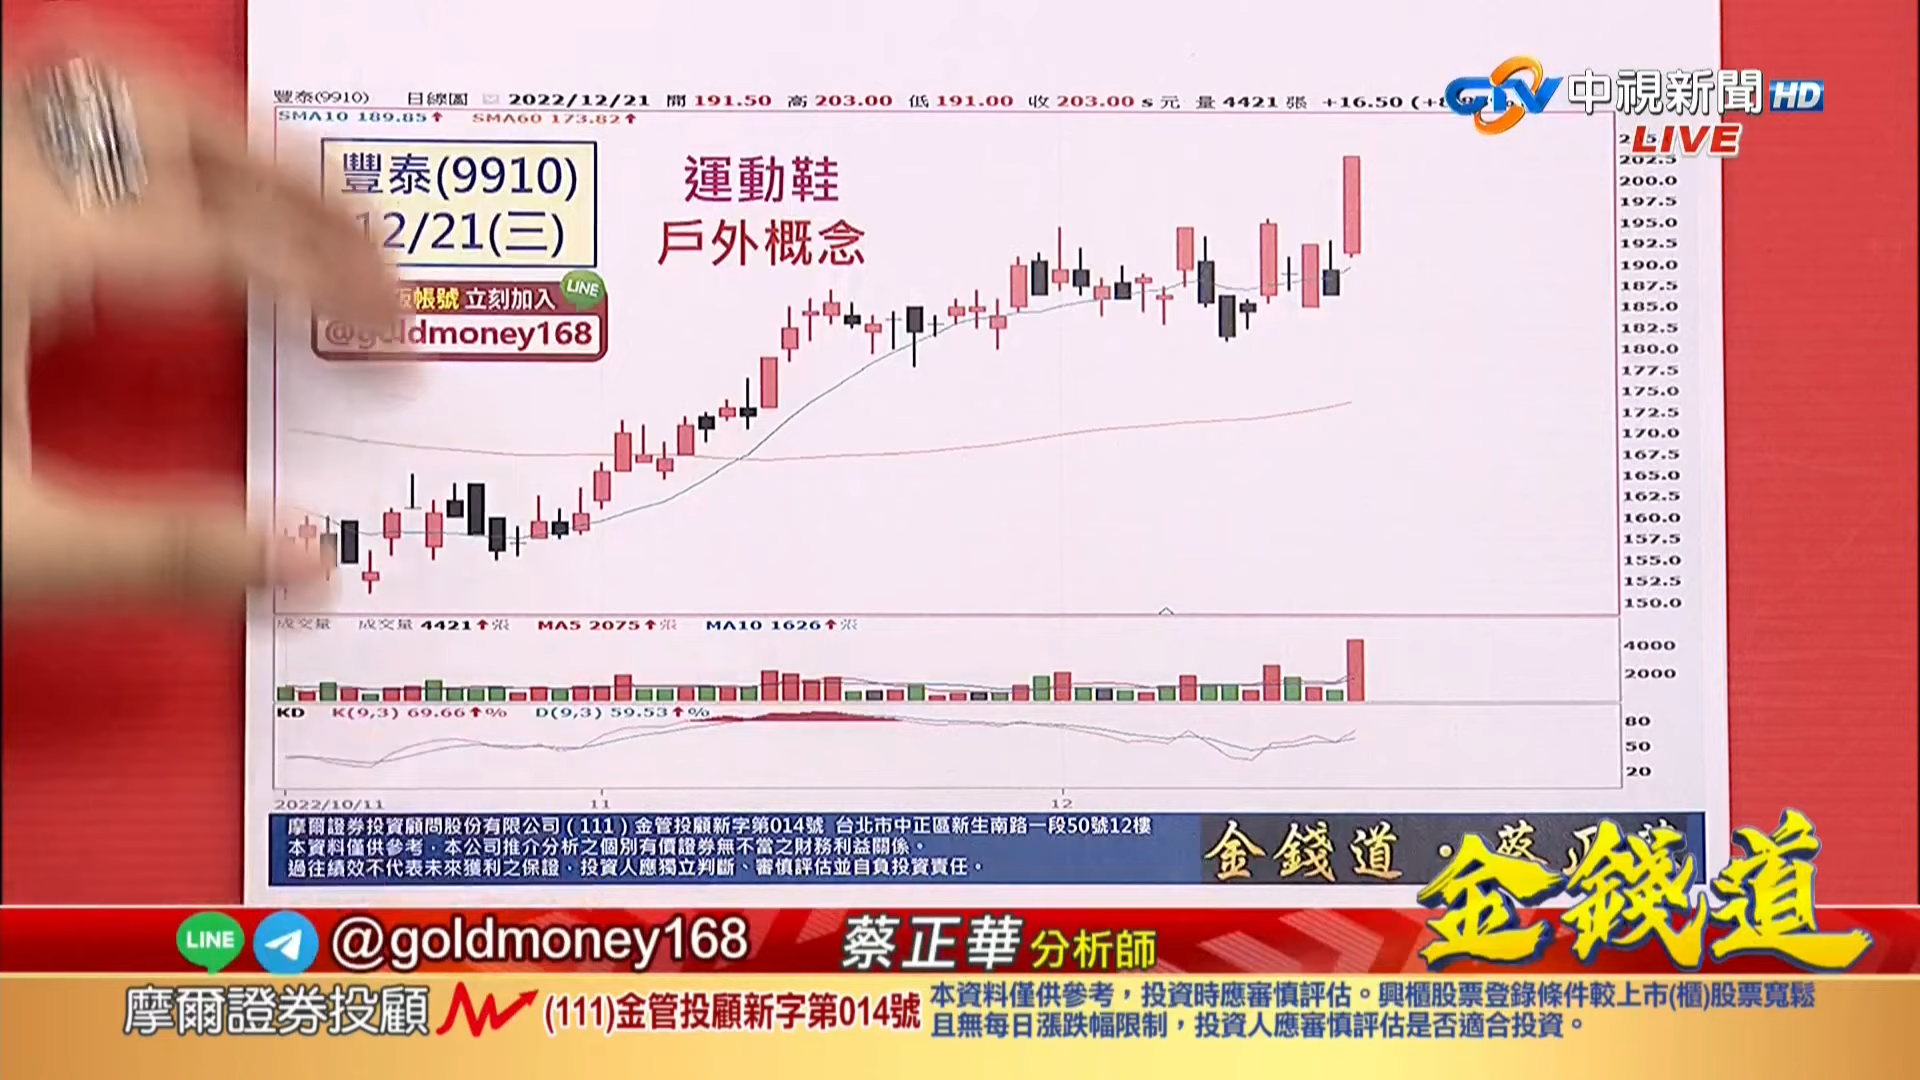 豐泰(9910) 日線圖 2022/12/21 開 191.50 高 203.00 低 191.00 收 203.00 s 元 量 4421 張 +16.50
SMA10 189.85↑ SMA60 173.82↑
CTV 中視新聞 HD
LIVE
豐泰(9910)
12/21(三)
運動鞋
戶外概念
帳號 立刻加入 LINE
@goldmoney168
202.5
200.0
197.5
195.0
192.5
190.0
187.5
185.0
182.5
180.0
177.5
175.0
172.5
170.0
167.5
165.0
162.5
160.0
157.5
155.0
152.5
150.0
成交量 成交量 4421↑張 MA5 2075↑張 MA10 1626↑張
4000
2000
KD K(9,3) 69.66↑% D(9,3) 59.53↑%
80
50
20
2022/10/11 11 12
摩爾證券投資顧問股份有限公司（111）金管投顧新字第014號 台北市中正區新生南路一段50號12樓
本資料僅供參考．本公司推介分析之個別有價證券無不當之財務利益關係。
過往績效不代表未來獲利之保證．投資人應獨立判斷、審慎評估並自負投資責任。
金錢道・蔡正
金錢道
LINE @goldmoney168 蔡正華 分析師
摩爾證券投顧 (111)金管投顧新字第014號
本資料僅供參考，投資時應審慎評估。興櫃股票登錄條件較上市(櫃)股票寬鬆
且無每日漲跌幅限制，投資人應審慎評估是否適合投資。